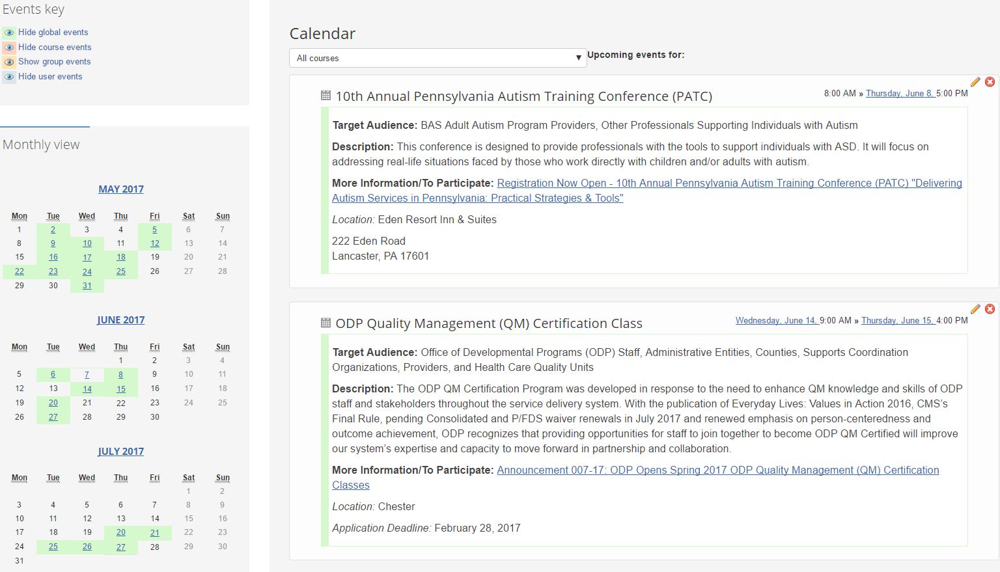 Events key
Hide global events
Hide course events
Show group events
Hide user events
Monthly view
MAY 2017
Mon Tue Wed Thu Fri Sat Sun
1 2 3 4 5 6 7
8 9 10 11 12 13 14
15 16 17 18 19 20 21
22 23 24 25 26 27 28
29 30 31
JUNE 2017
Mon Tue Wed Thu Fri Sat Sun
1 2 3 4
5 6 7 8 9 10 11
12 13 14 15 16 17 18
19 20 21 22 23 24 25
26 27 28 29 30
JULY 2017
Mon Tue Wed Thu Fri Sat Sun
1 2
3 4 5 6 7 8 9
10 11 12 13 14 15 16
17 18 19 20 21 22 23
24 25 26 27 28 29 30
31
Calendar
All courses ▼ Upcoming events for:
10th Annual Pennsylvania Autism Training Conference (PATC)
8:00 AM » Thursday, June 8, 5:00 PM
Target Audience: BAS Adult Autism Program Providers, Other Professionals Supporting Individuals with Autism
Description: This conference is designed to provide professionals with the tools to support individuals with ASD. It will focus on
addressing real-life situations faced by those who work directly with children and/or adults with autism.
More Information/To Participate: Registration Now Open - 10th Annual Pennsylvania Autism Training Conference (PATC) "Delivering
Autism Services in Pennsylvania: Practical Strategies & Tools"
Location: Eden Resort Inn & Suites
222 Eden Road
Lancaster, PA 17601
ODP Quality Management (QM) Certification Class
Wednesday, June 14, 9:00 AM » Thursday, June 15, 4:00 PM
Target Audience: Office of Developmental Programs (ODP) Staff, Administrative Entities, Counties, Supports Coordination
Organizations, Providers, and Health Care Quality Units
Description: The ODP QM Certification Program was developed in response to the need to enhance QM knowledge and skills of ODP
staff and stakeholders throughout the service delivery system. With the publication of Everyday Lives: Values in Action 2016, CMS’s
Final Rule, pending Consolidated and P/FDS waiver renewals in July 2017 and renewed emphasis on person-centeredness and
outcome achievement, ODP recognizes that providing opportunities for staff to join together to become ODP QM Certified will improve
our system’s expertise and capacity to move forward in partnership and collaboration.
More Information/To Participate: Announcement 007-17: ODP Opens Spring 2017 ODP Quality Management (QM) Certification
Classes
Location: Chester
Application Deadline: February 28, 2017